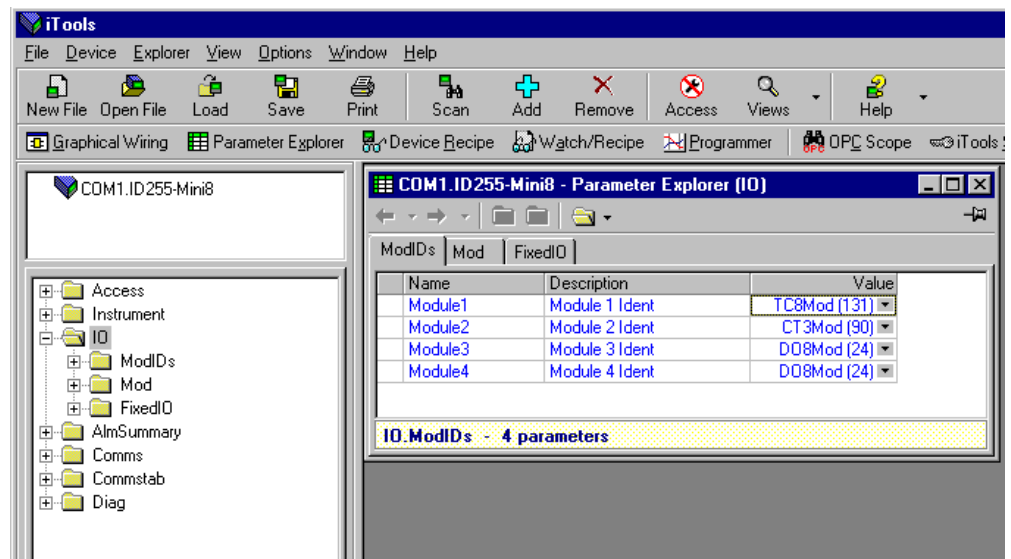 iTools
File Device Explorer View Options Window Help
New File Open File Load Save Print Scan Add Remove Access Views Help
Graphical Wiring Parameter Explorer Device Recipe Watch/Recipe Programmer OPC OPC Scope iTools
COM1.ID255-Mini8
COM1.ID255-Mini8 - Parameter Explorer (IO)
ModIDs Mod FixedIO
Name Description Value
Module1 Module 1 Ident TC8Mod (131)
Module2 Module 2 Ident CT3Mod (90)
Module3 Module 3 Ident DO8Mod (24)
Module4 Module 4 Ident DO8Mod (24)
IO.ModIDs - 4 parameters
Access
Instrument
IO
ModIDs
Mod
FixedIO
AlmSummary
Comms
Commstab
Diag